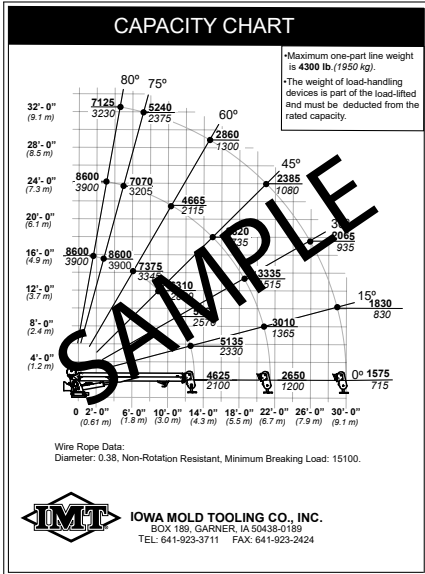 CAPACITY CHART
•Maximum one-part line weight
is 4300 lb.(1950 kg).
•The weight of load-handling
devices is part of the load-lifted
and must be deducted from the
rated capacity.
80° 75°
32'- 0" 7125 5240
(9.1 m) 3230 2375
60°
28'- 0" 2860
(8.5 m) 1300
45°
24'- 0" 8600 7070 2385
(7.3 m) 3900 3205 1080
4665
2115
20'- 0"
(6.1 m)
2065
935
16'- 0" 8600 8600
(4.9 m) 3900 3900
7375 3335
12'- 0"
(3.7 m)
15°
1830
830
8'- 0" 3010
(2.4 m) 1365
5135
2330
4'- 0"
(1.2 m)
4625 2650 0° 1575
2100 1200 715
0 2'- 0" 6'- 0" 10'- 0" 14'- 0" 18'- 0" 22'- 0" 26'- 0" 30'- 0"
(0.61 m) (1.8 m) (3.0 m) (4.3 m) (5.5 m) (6.7 m) (7.9 m) (9.1 m)
SAMPLE
Wire Rope Data:
Diameter: 0.38, Non-Rotation Resistant, Minimum Breaking Load: 15100.
IMT
IOWA MOLD TOOLING CO., INC.
BOX 189, GARNER, IA 50438-0189
TEL: 641-923-3711 FAX: 641-923-2424